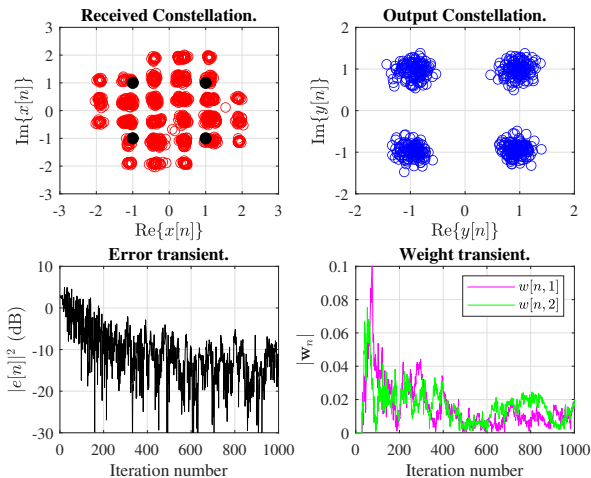 Received Constellation.
3
2
1
0
-1
-2
-3
-3 -2 -1 0 1 2 3
Im{x[n]}
Re{x[n]}
Output Constellation.
2
1
0
-1
-2
-2 -1 0 1 2
Im{y[n]}
Re{y[n]}
Error transient.
10
0
-10
-20
-30
0 200 400 600 800 1000
|e[n]|² (dB)
Iteration number
Weight transient.
0.1
0.08
0.06
0.04
0.02
0
0 200 400 600 800 1000
|wₙ|
Iteration number
w[n, 1]
w[n, 2]